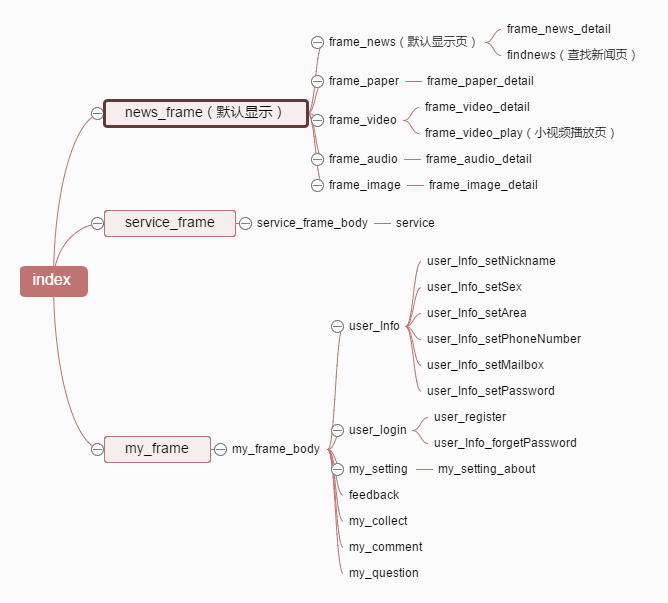 index
news_frame（默认显示）
frame_news（默认显示页）
frame_news_detail
findnews（查找新闻页）
frame_paper
frame_paper_detail
frame_video
frame_video_detail
frame_video_play（小视频播放页）
frame_audio
frame_audio_detail
frame_image
frame_image_detail
service_frame
service_frame_body
service
my_frame
my_frame_body
user_Info
user_Info_setNickname
user_Info_setSex
user_Info_setArea
user_Info_setPhoneNumber
user_Info_setMailbox
user_Info_setPassword
user_login
user_register
user_Info_forgetPassword
my_setting
my_setting_about
feedback
my_collect
my_comment
my_question